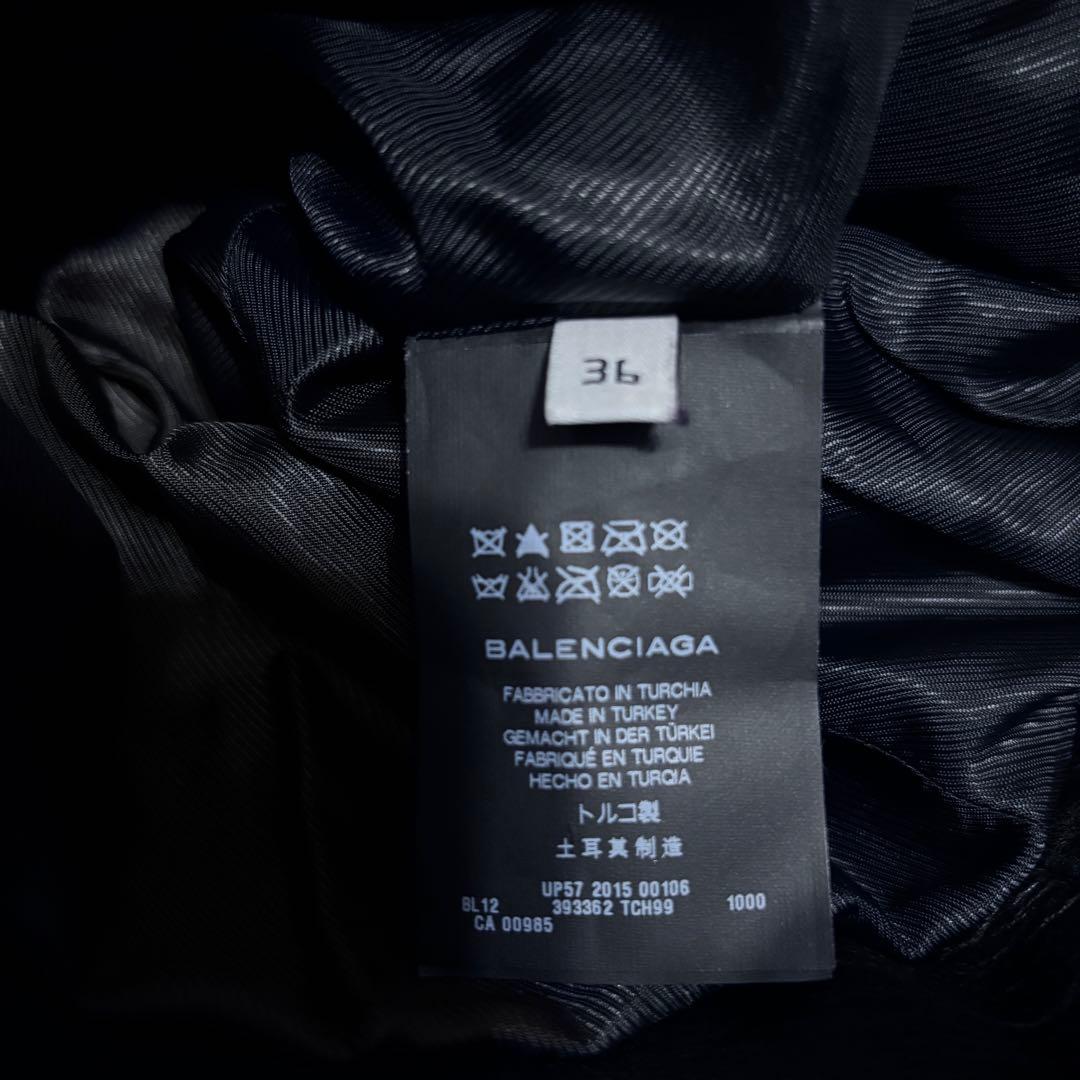 36
BALENCIAGA
FABBRICATO IN TURCHIA
MADE IN TURKEY
GEMACHT IN DER TÜRKEI
FABRIQUÉ EN TURQUIE
HECHO EN TURQIA
トルコ製
土耳其制造
UP57 2015 00106
BL12 393362 TCH99 1000
CA 00985